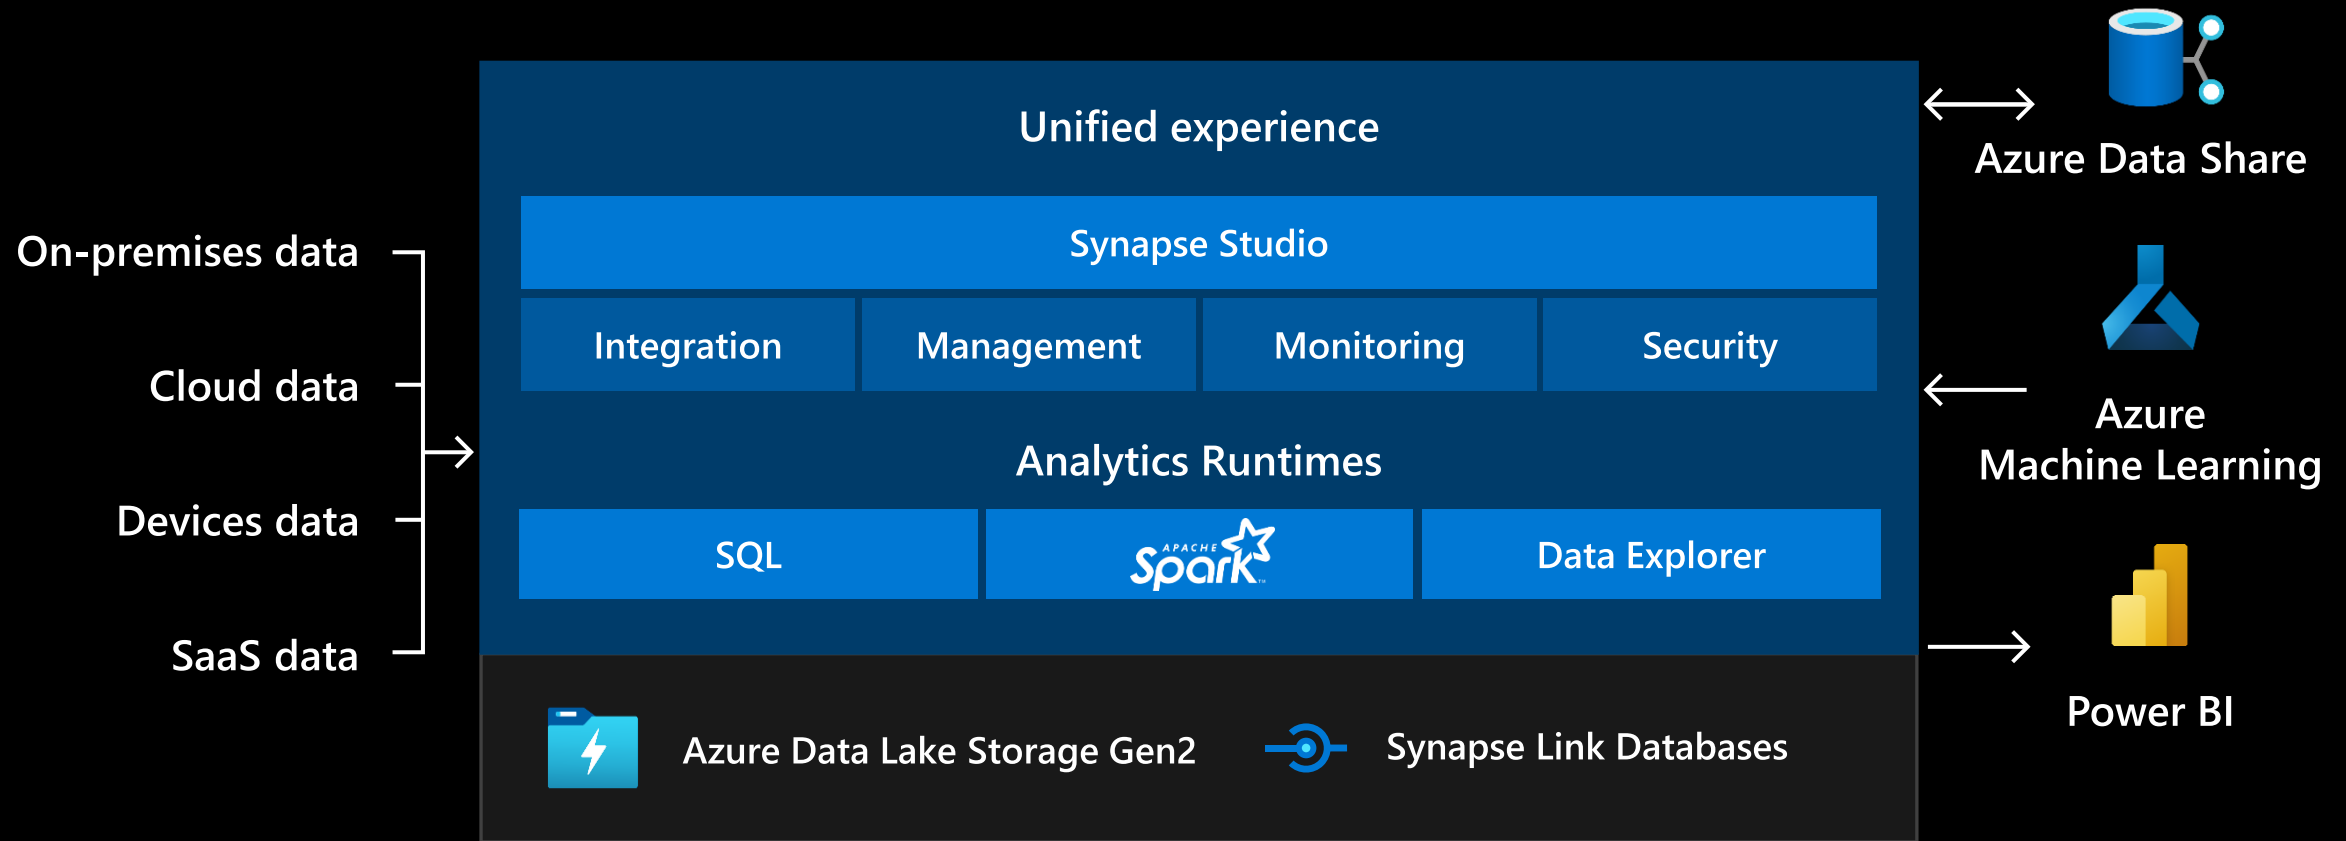 Unified experience
Synapse Studio
Integration
Management
Monitoring
Security
Analytics Runtimes
SQL
APACHE
Spark™
Data Explorer
Azure Data Lake Storage Gen2
Synapse Link Databases
On-premises data
Cloud data
Devices data
SaaS data
Azure Data Share
Azure
Machine Learning
Power BI